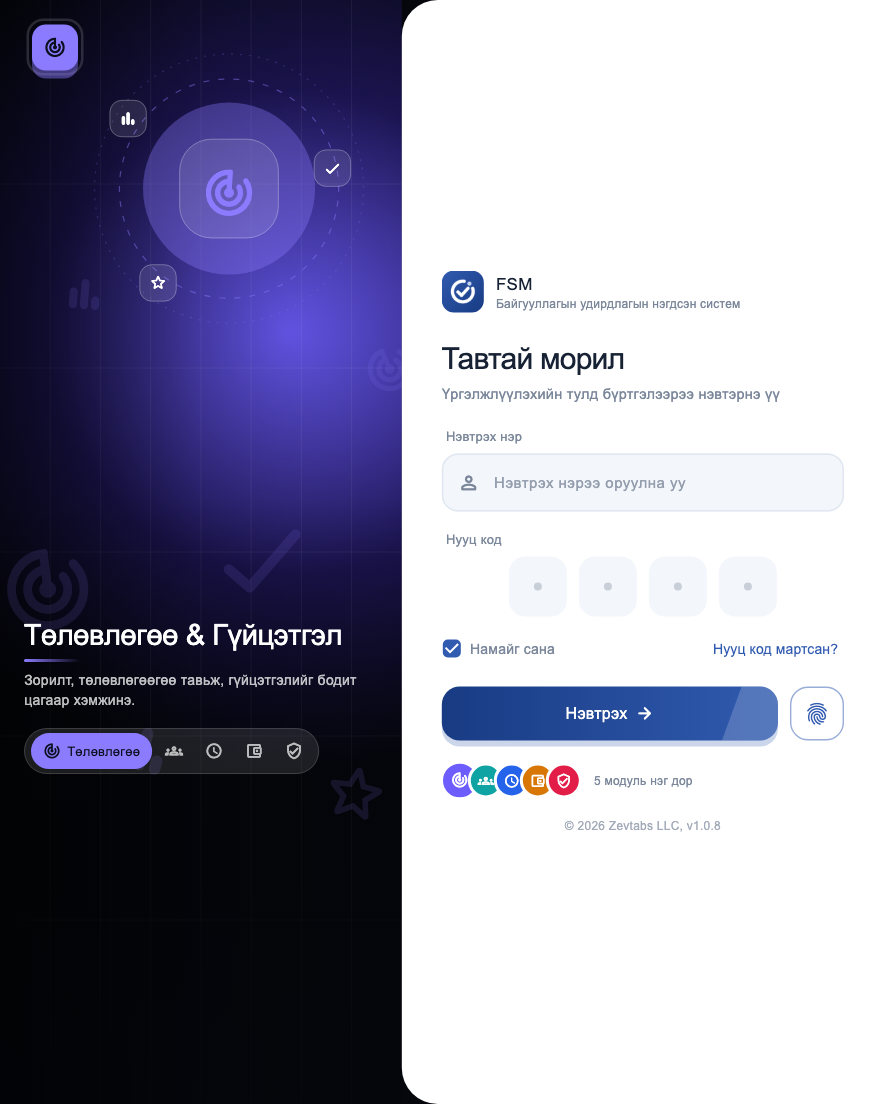 Төлөвлөгөө & Гүйцэтгэл
Зорилт, төлөвлөгөөгөө тавьж, гүйцэтгэлийг бодит
цагаар хэмжинэ.
Төлөвлөгөө
FSM
Байгууллагын удирдлагын нэгдсэн систем
Тавтай морил
Үргэлжлүүлэхийн тулд бүртгэлээрээ нэвтэрнэ үү
Нэвтрэх нэр
Нэвтрэх нэрээ оруулна уу
Нууц код
Намайг сана
Нууц код мартсан?
Нэвтрэх
5 модуль нэг дор
© 2026 Zevtabs LLC, v1.0.8